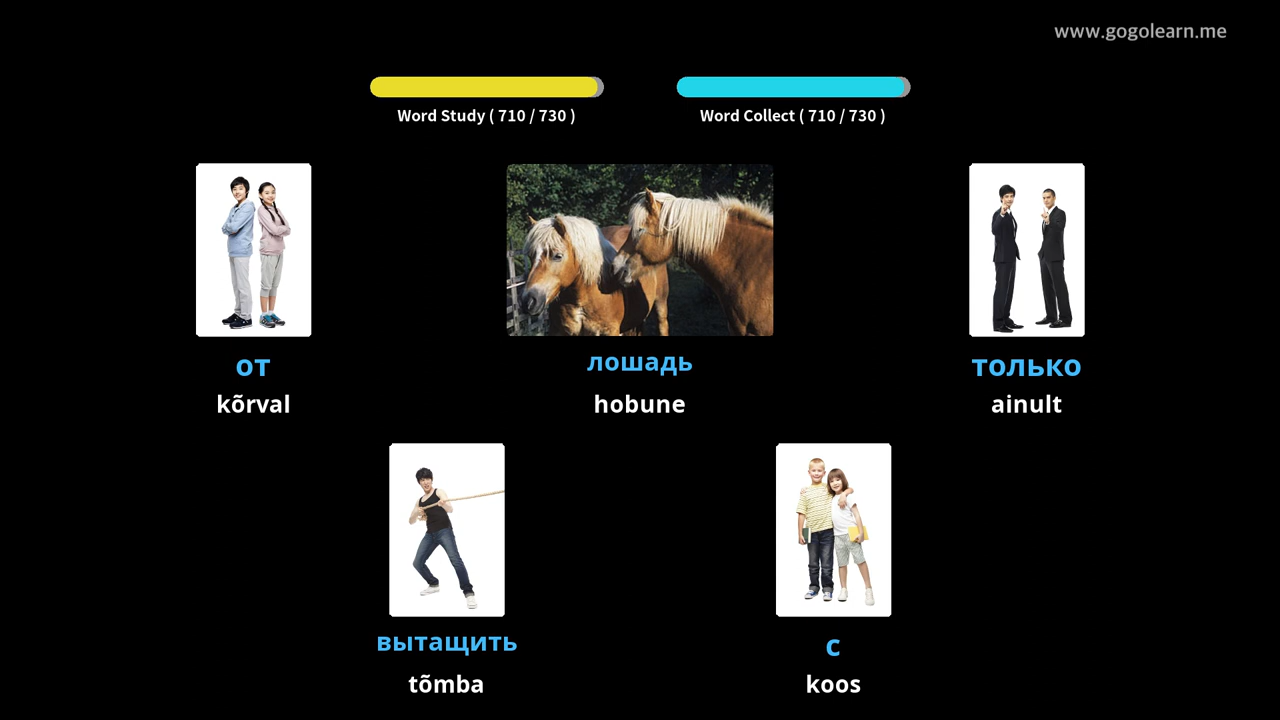 www.gogolearn.me
Word Study ( 710 / 730 )
Word Collect ( 710 / 730 )
от
kõrval
лошадь
hobune
только
ainult
вытащить
tõmba
с
koos